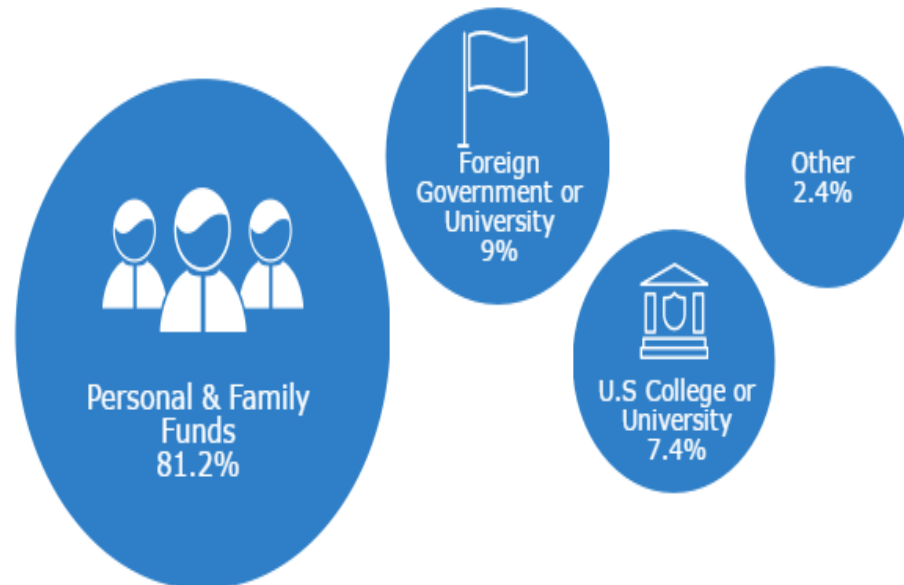 Personal & Family
Funds
81.2%
Foreign
Government or
University
9%
U.S College or
University
7.4%
Other
2.4%